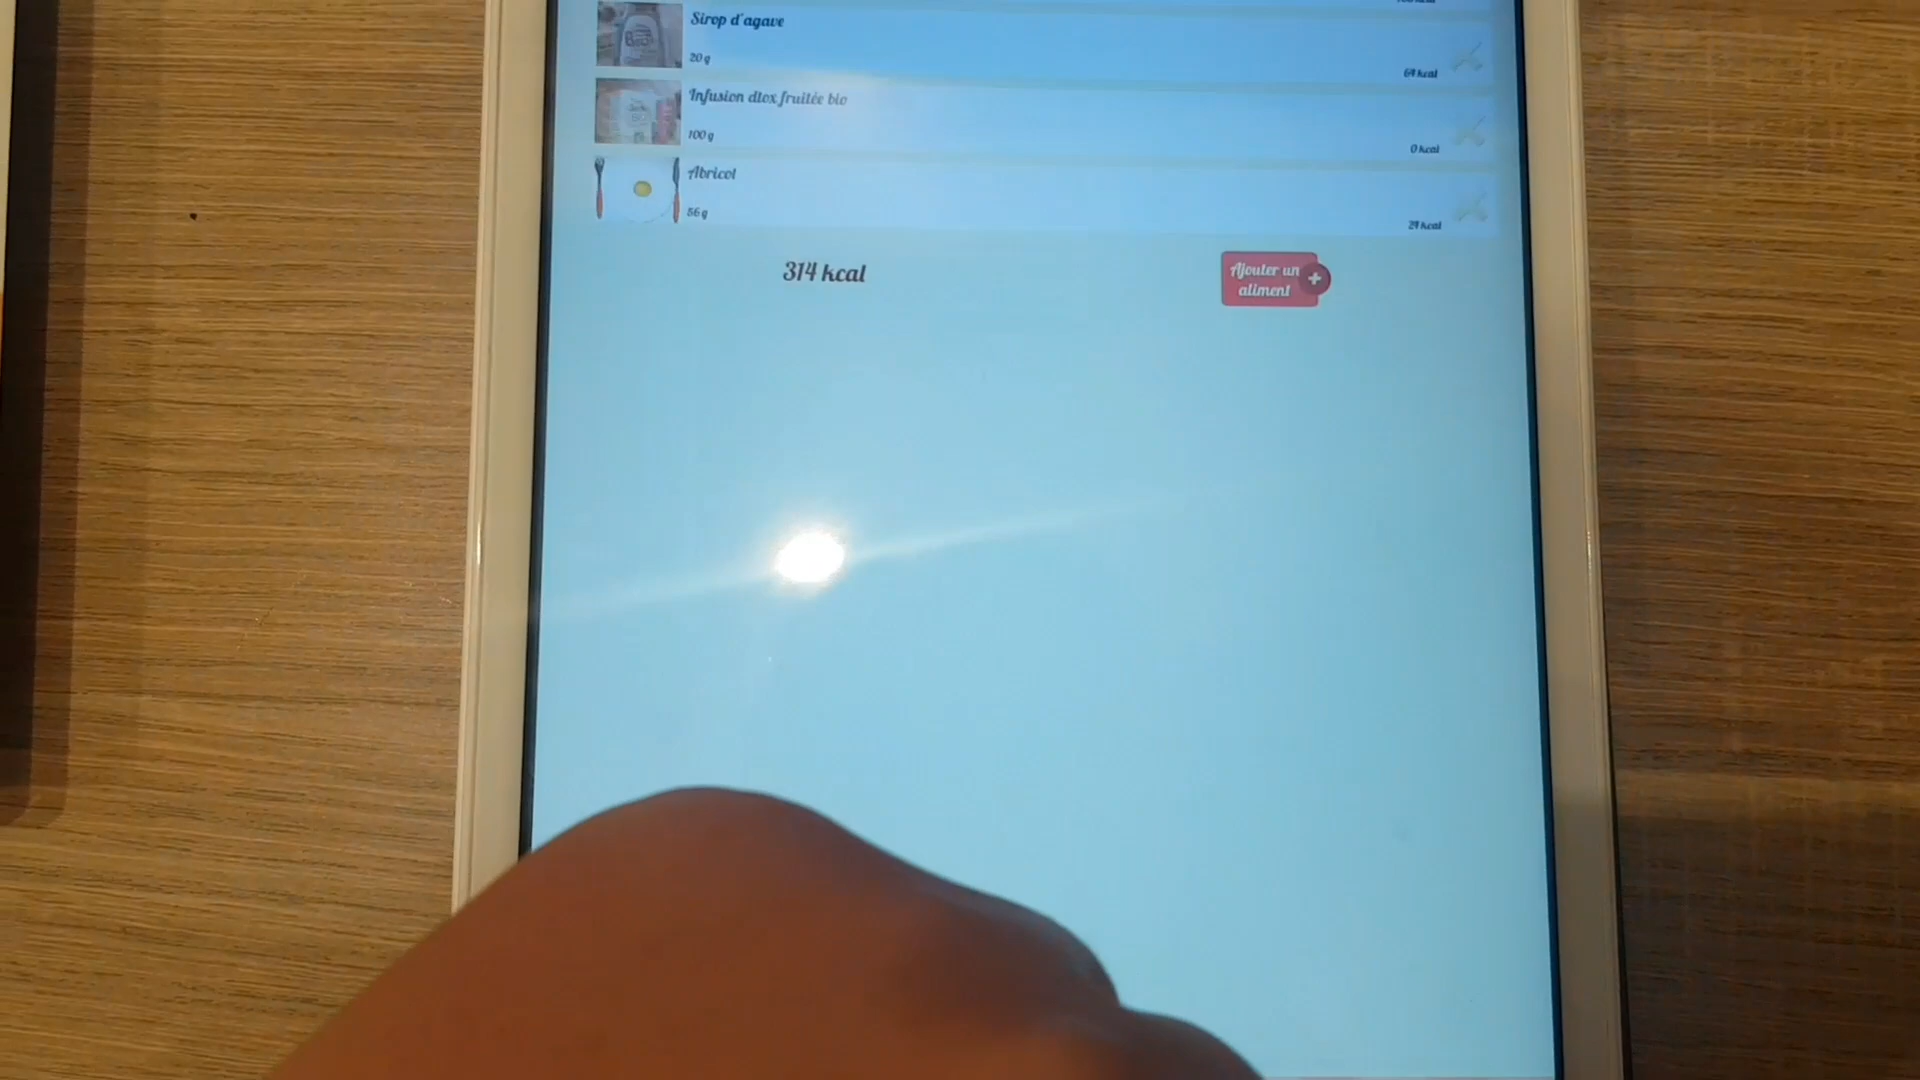 Sirop d'agave
20 g
64 kcal
Infusion dtox fruitée bio
100 g
0 kcal
Abricot
56 g
27 kcal
314 kcal
Ajouter un
aliment
+